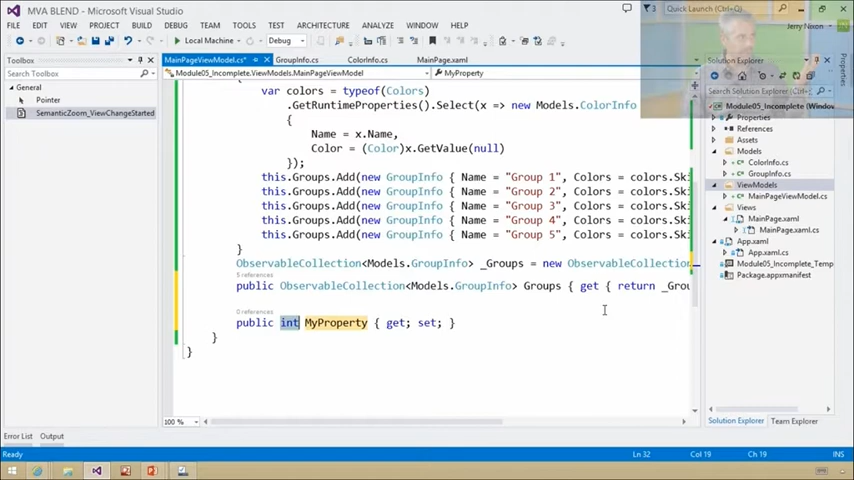 MVA BLEND - Microsoft Visual Studio
3
Quick Launch (Ctrl+Q)
FILE EDIT VIEW PROJECT BUILD DEBUG TEAM TOOLS TEST ARCHITECTURE ANALYZE WINDOW HELP
Jerry Nixon
Local Machine
Debug
Toolbox
MainPageViewModel.cs*
GroupInfo.cs
ColorInfo.cs
MainPage.xaml
Solution Explorer
Properties
Search Toolbox
Module05_Incomplete.ViewModels.MainPageViewModel
MyProperty
General
Pointer
SemanticZoom_ViewChangeStarted
{
var colors = typeof(Colors)
.GetRuntimeProperties().Select(x => new Models.ColorInfo
{
Name = x.Name,
Color = (Color)x.GetValue(null)
});
this.Groups.Add(new GroupInfo { Name = "Group 1", Colors = colors.Ski
this.Groups.Add(new GroupInfo { Name = "Group 2", Colors = colors.Ski
this.Groups.Add(new GroupInfo { Name = "Group 3", Colors = colors.Ski
this.Groups.Add(new GroupInfo { Name = "Group 4", Colors = colors.Ski
this.Groups.Add(new GroupInfo { Name = "Group 5", Colors = colors.Ski
}
ObservableCollection<Models.GroupInfo> _Groups = new ObservableCollection
5 references
public ObservableCollection<Models.GroupInfo> Groups { get { return _Grou
0 references
public int MyProperty { get; set; }
}
}
100 %
Search Solution Explorer (Ctrl+;)
Module05_Incomplete (Window
Properties
References
Assets
Models
ColorInfo.cs
GroupInfo.cs
ViewModels
MainPageViewModel.cs
Views
MainPage.xaml
MainPage.xaml.cs
App.xaml
App.xaml.cs
Module05_Incomplete_Temp
Package.appxmanifest
Solution Explorer
Team Explorer
Error List
Output
Ready
Ln 32
Col 19
Ch 19
INS